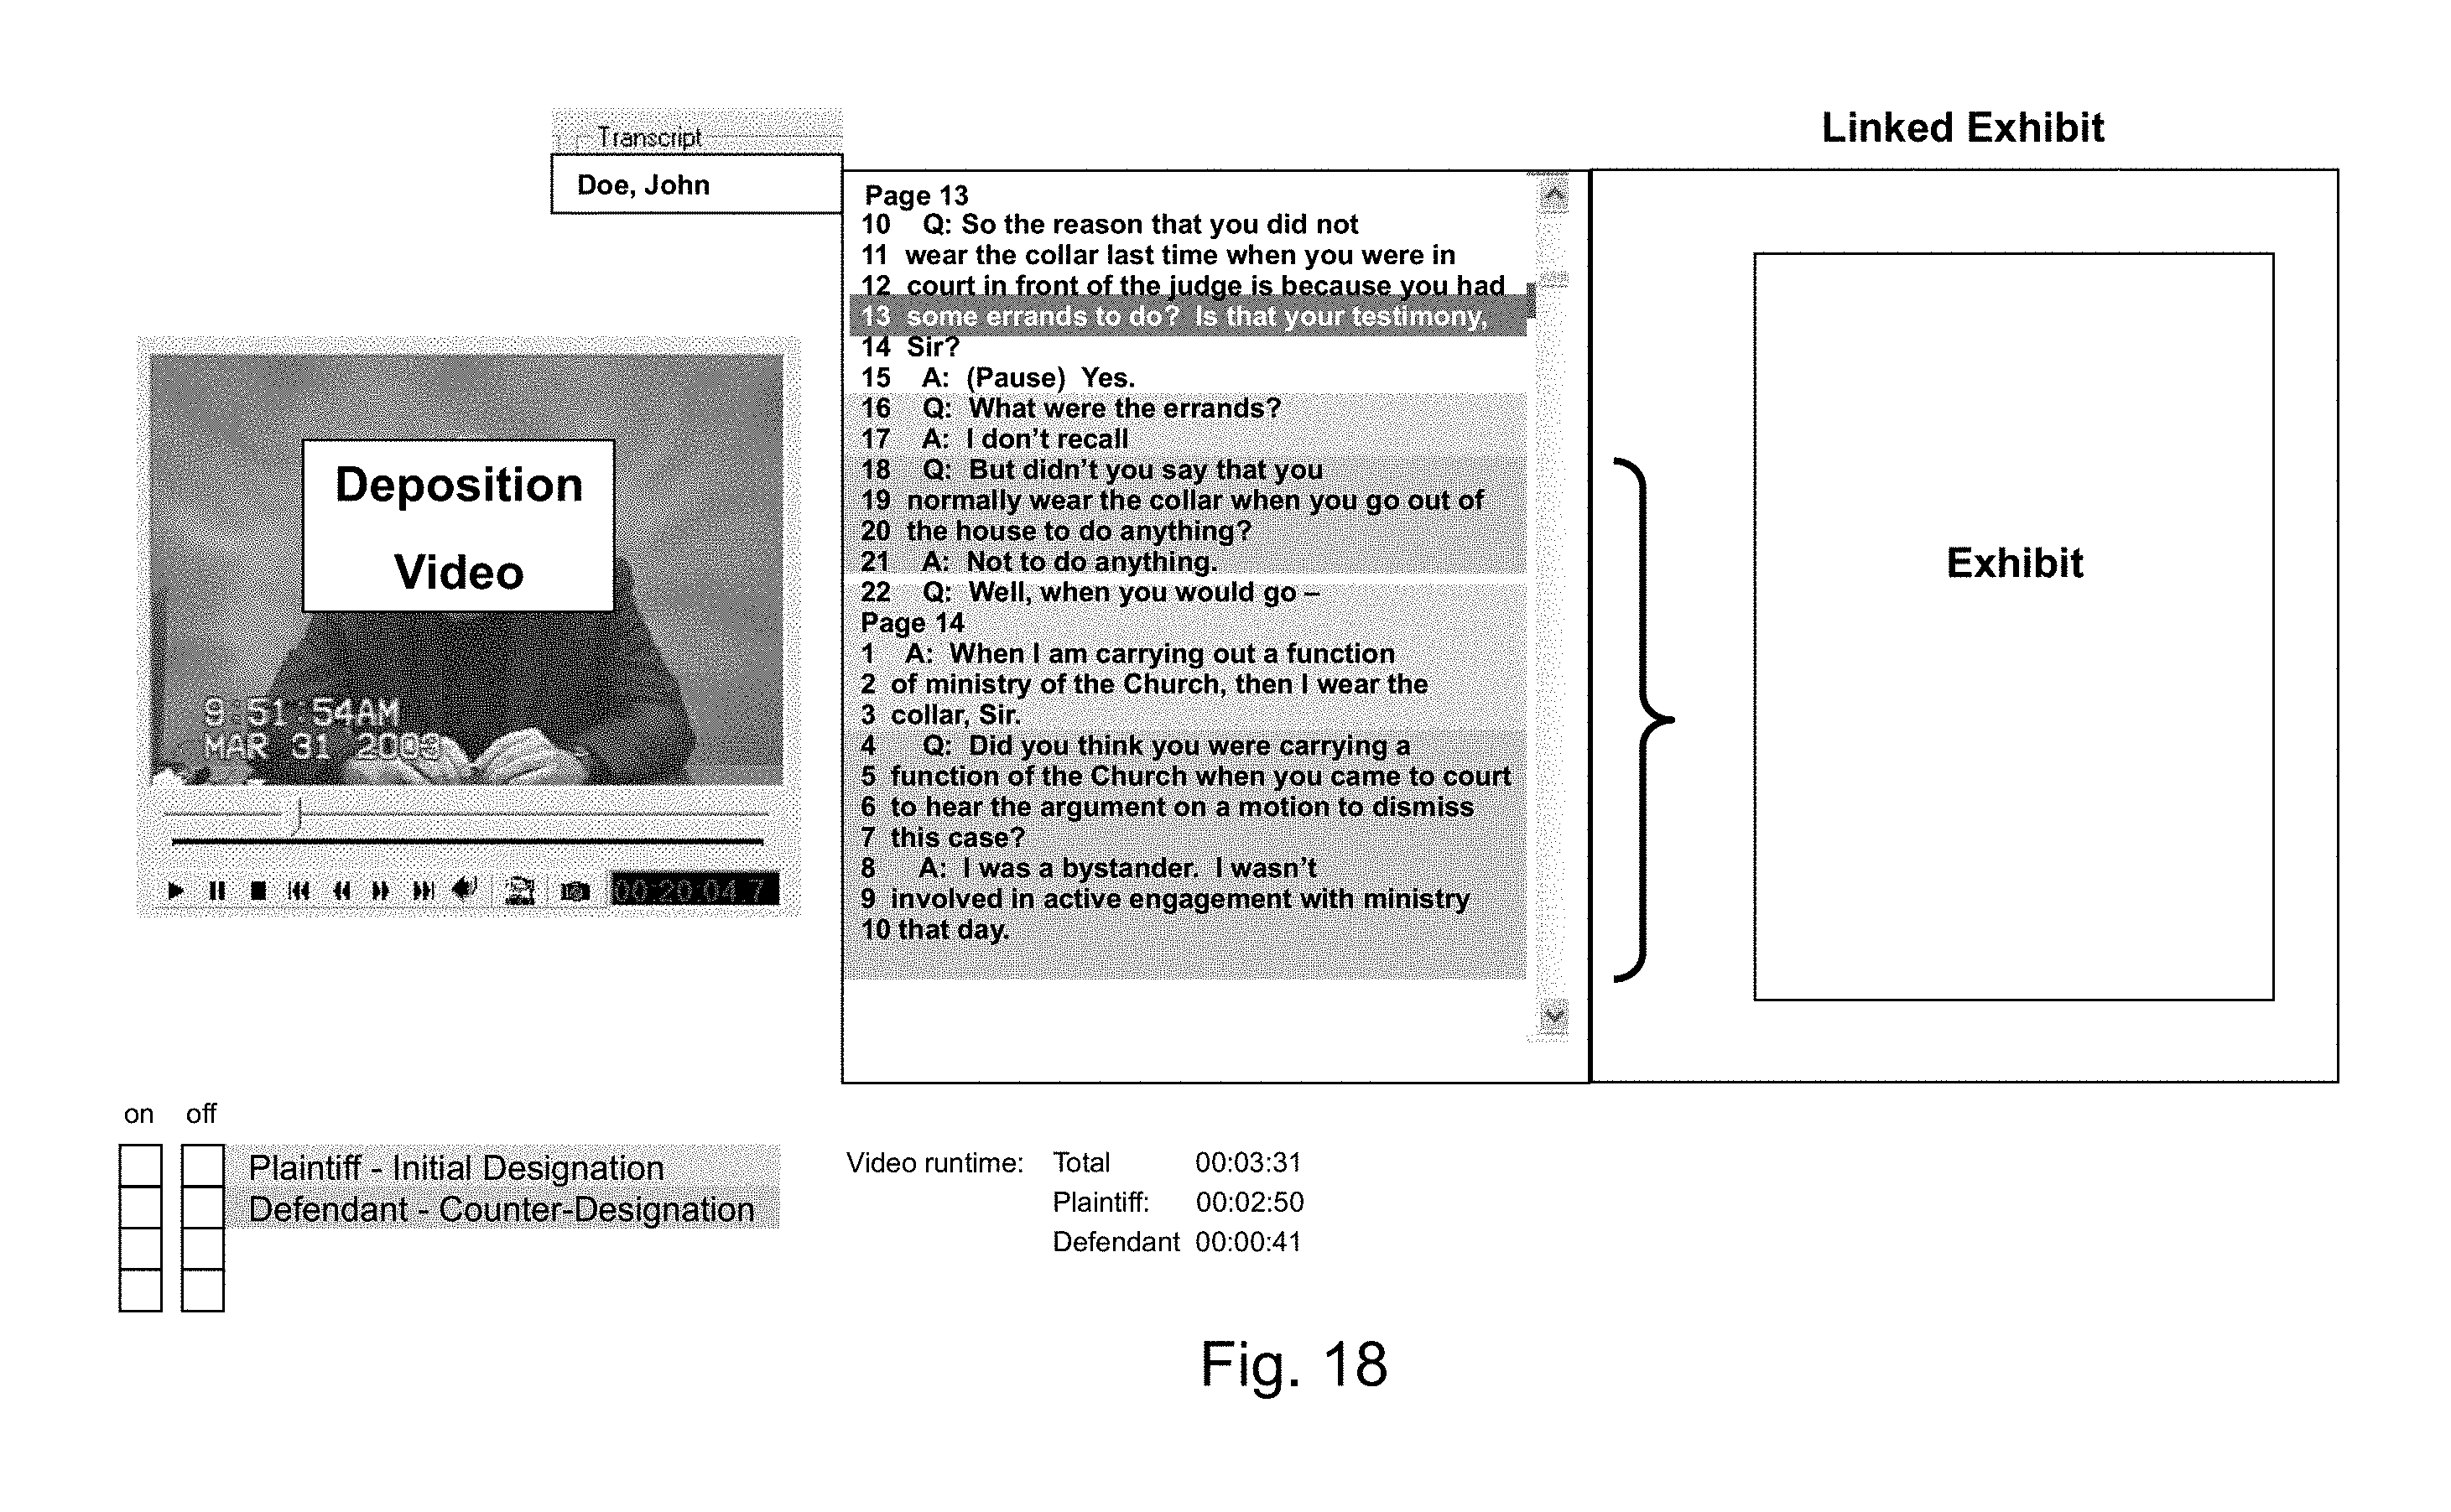 Linked Exhibit
Transcript
Doe, John
Page 13
10 Q: So the reason that you did not
11 wear the collar last time when you were in
12 court in front of the judge is because you had
13 some errands to do? Is that your testimony,
14 Sir?
15 A: (Pause) Yes.
16 Q: What were the errands?
17 A: I don't recall
18 Q: But didn't you say that you
19 normally wear the collar when you go out of
20 the house to do anything?
21 A: Not to do anything.
22 Q: Well, when you would go –
Page 14
1 A: When I am carrying out a function
2 of ministry of the Church, then I wear the
3 collar, Sir.
4 Q: Did you think you were carrying a
5 function of the Church when you came to court
6 to hear the argument on a motion to dismiss
7 this case?
8 A: I was a bystander. I wasn't
9 involved in active engagement with ministry
10 that day.
Exhibit
Deposition
Video
9:51:54AM
MAR 31 2003
00:20:04.7
on off
Plaintiff - Initial Designation
Defendant - Counter-Designation
Video runtime: Total 00:03:31
Plaintiff: 00:02:50
Defendant 00:00:41
Fig. 18